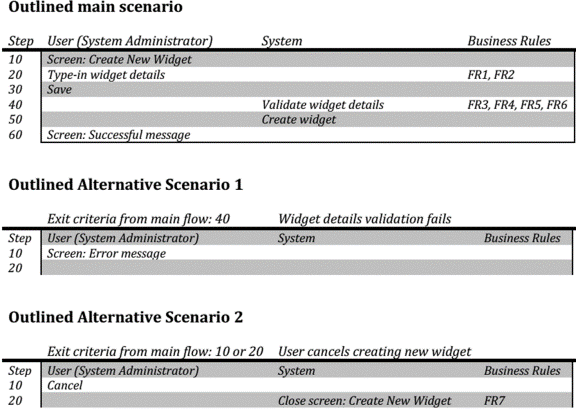 Outlined main scenario
Step User (System Administrator) System Business Rules
10 Screen: Create New Widget
20 Type-in widget details FR1, FR2
30 Save
40 Validate widget details FR3, FR4, FR5, FR6
50 Create widget
60 Screen: Successful message
Outlined Alternative Scenario 1
Exit criteria from main flow: 40 Widget details validation fails
Step User (System Administrator) System Business Rules
10 Screen: Error message
20
Outlined Alternative Scenario 2
Exit criteria from main flow: 10 or 20 User cancels creating new widget
Step User (System Administrator) System Business Rules
10 Cancel
20 Close screen: Create New Widget FR7